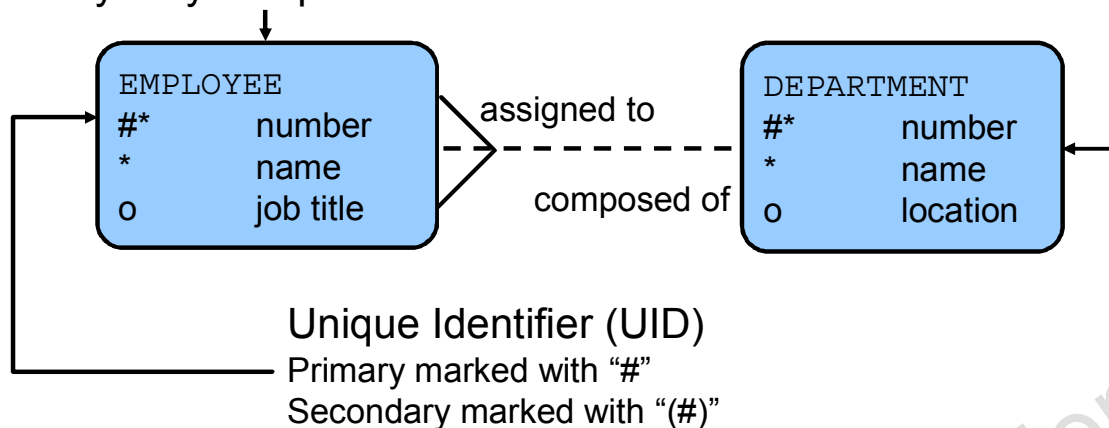 EMPLOYEE
#* number
* name
o job title
assigned to
composed of
DEPARTMENT
#* number
* name
o location
Unique Identifier (UID)
Primary marked with “#”
Secondary marked with “(#)”